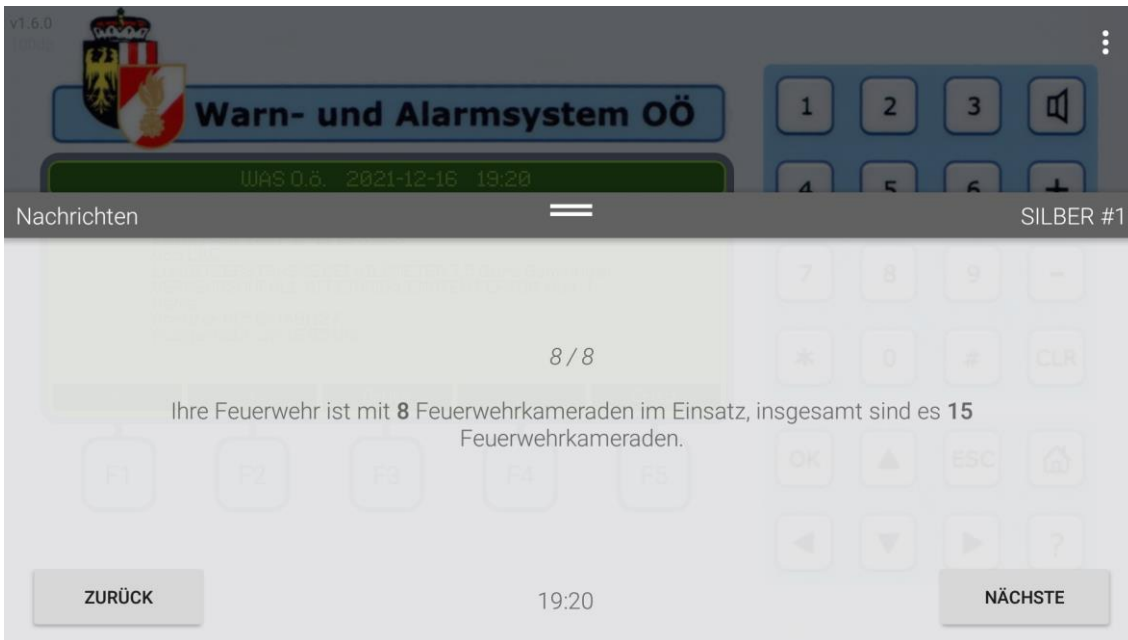 v1.6.0
Warn- und Alarmsystem OÖ
1 2 3
WAS O.ö. 2021-12-16 19:20
4 5 6 +
Nachrichten
SILBER #1
7 8 9 -
8 / 8
* 0 # CLR
Ihre Feuerwehr ist mit 8 Feuerwehrkameraden im Einsatz, insgesamt sind es 15
Feuerwehrkameraden.
F1 F2 F3 F4 F5
OK ESC
?
ZURÜCK
19:20
NÄCHSTE